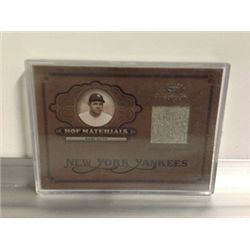 HOF MATERIALS
NEW YORK YANKEES